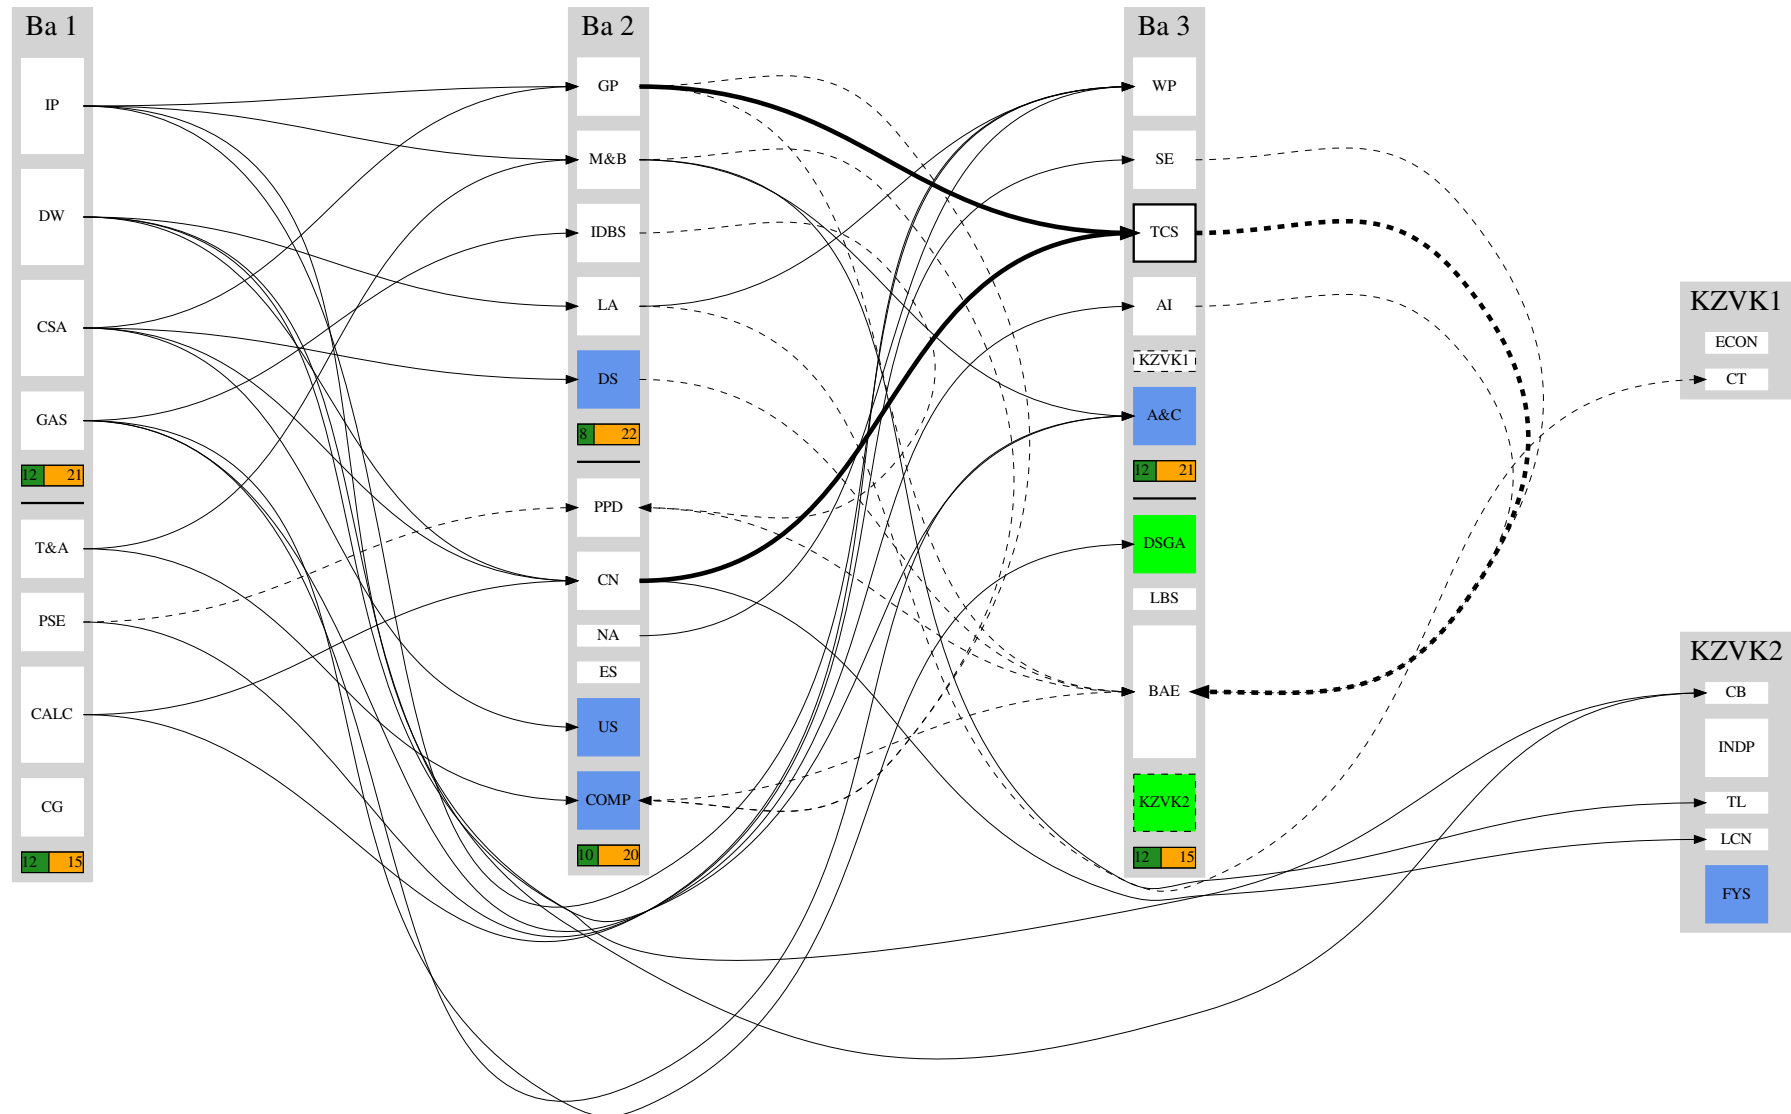 Ba 1
IP
DW
CSA
GAS
12 21
T&A
PSE
CALC
CG
12 15
Ba 2
GP
M&B
IDBS
LA
DS
8 22
PPD
CN
NA
ES
US
COMP
10 20
Ba 3
WP
SE
TCS
AI
KZVK1
A&C
12 21
DSGA
LBS
BAE
KZVK2
12 15
KZVK1
ECON
CT
KZVK2
CB
INDP
TL
LCN
FYS